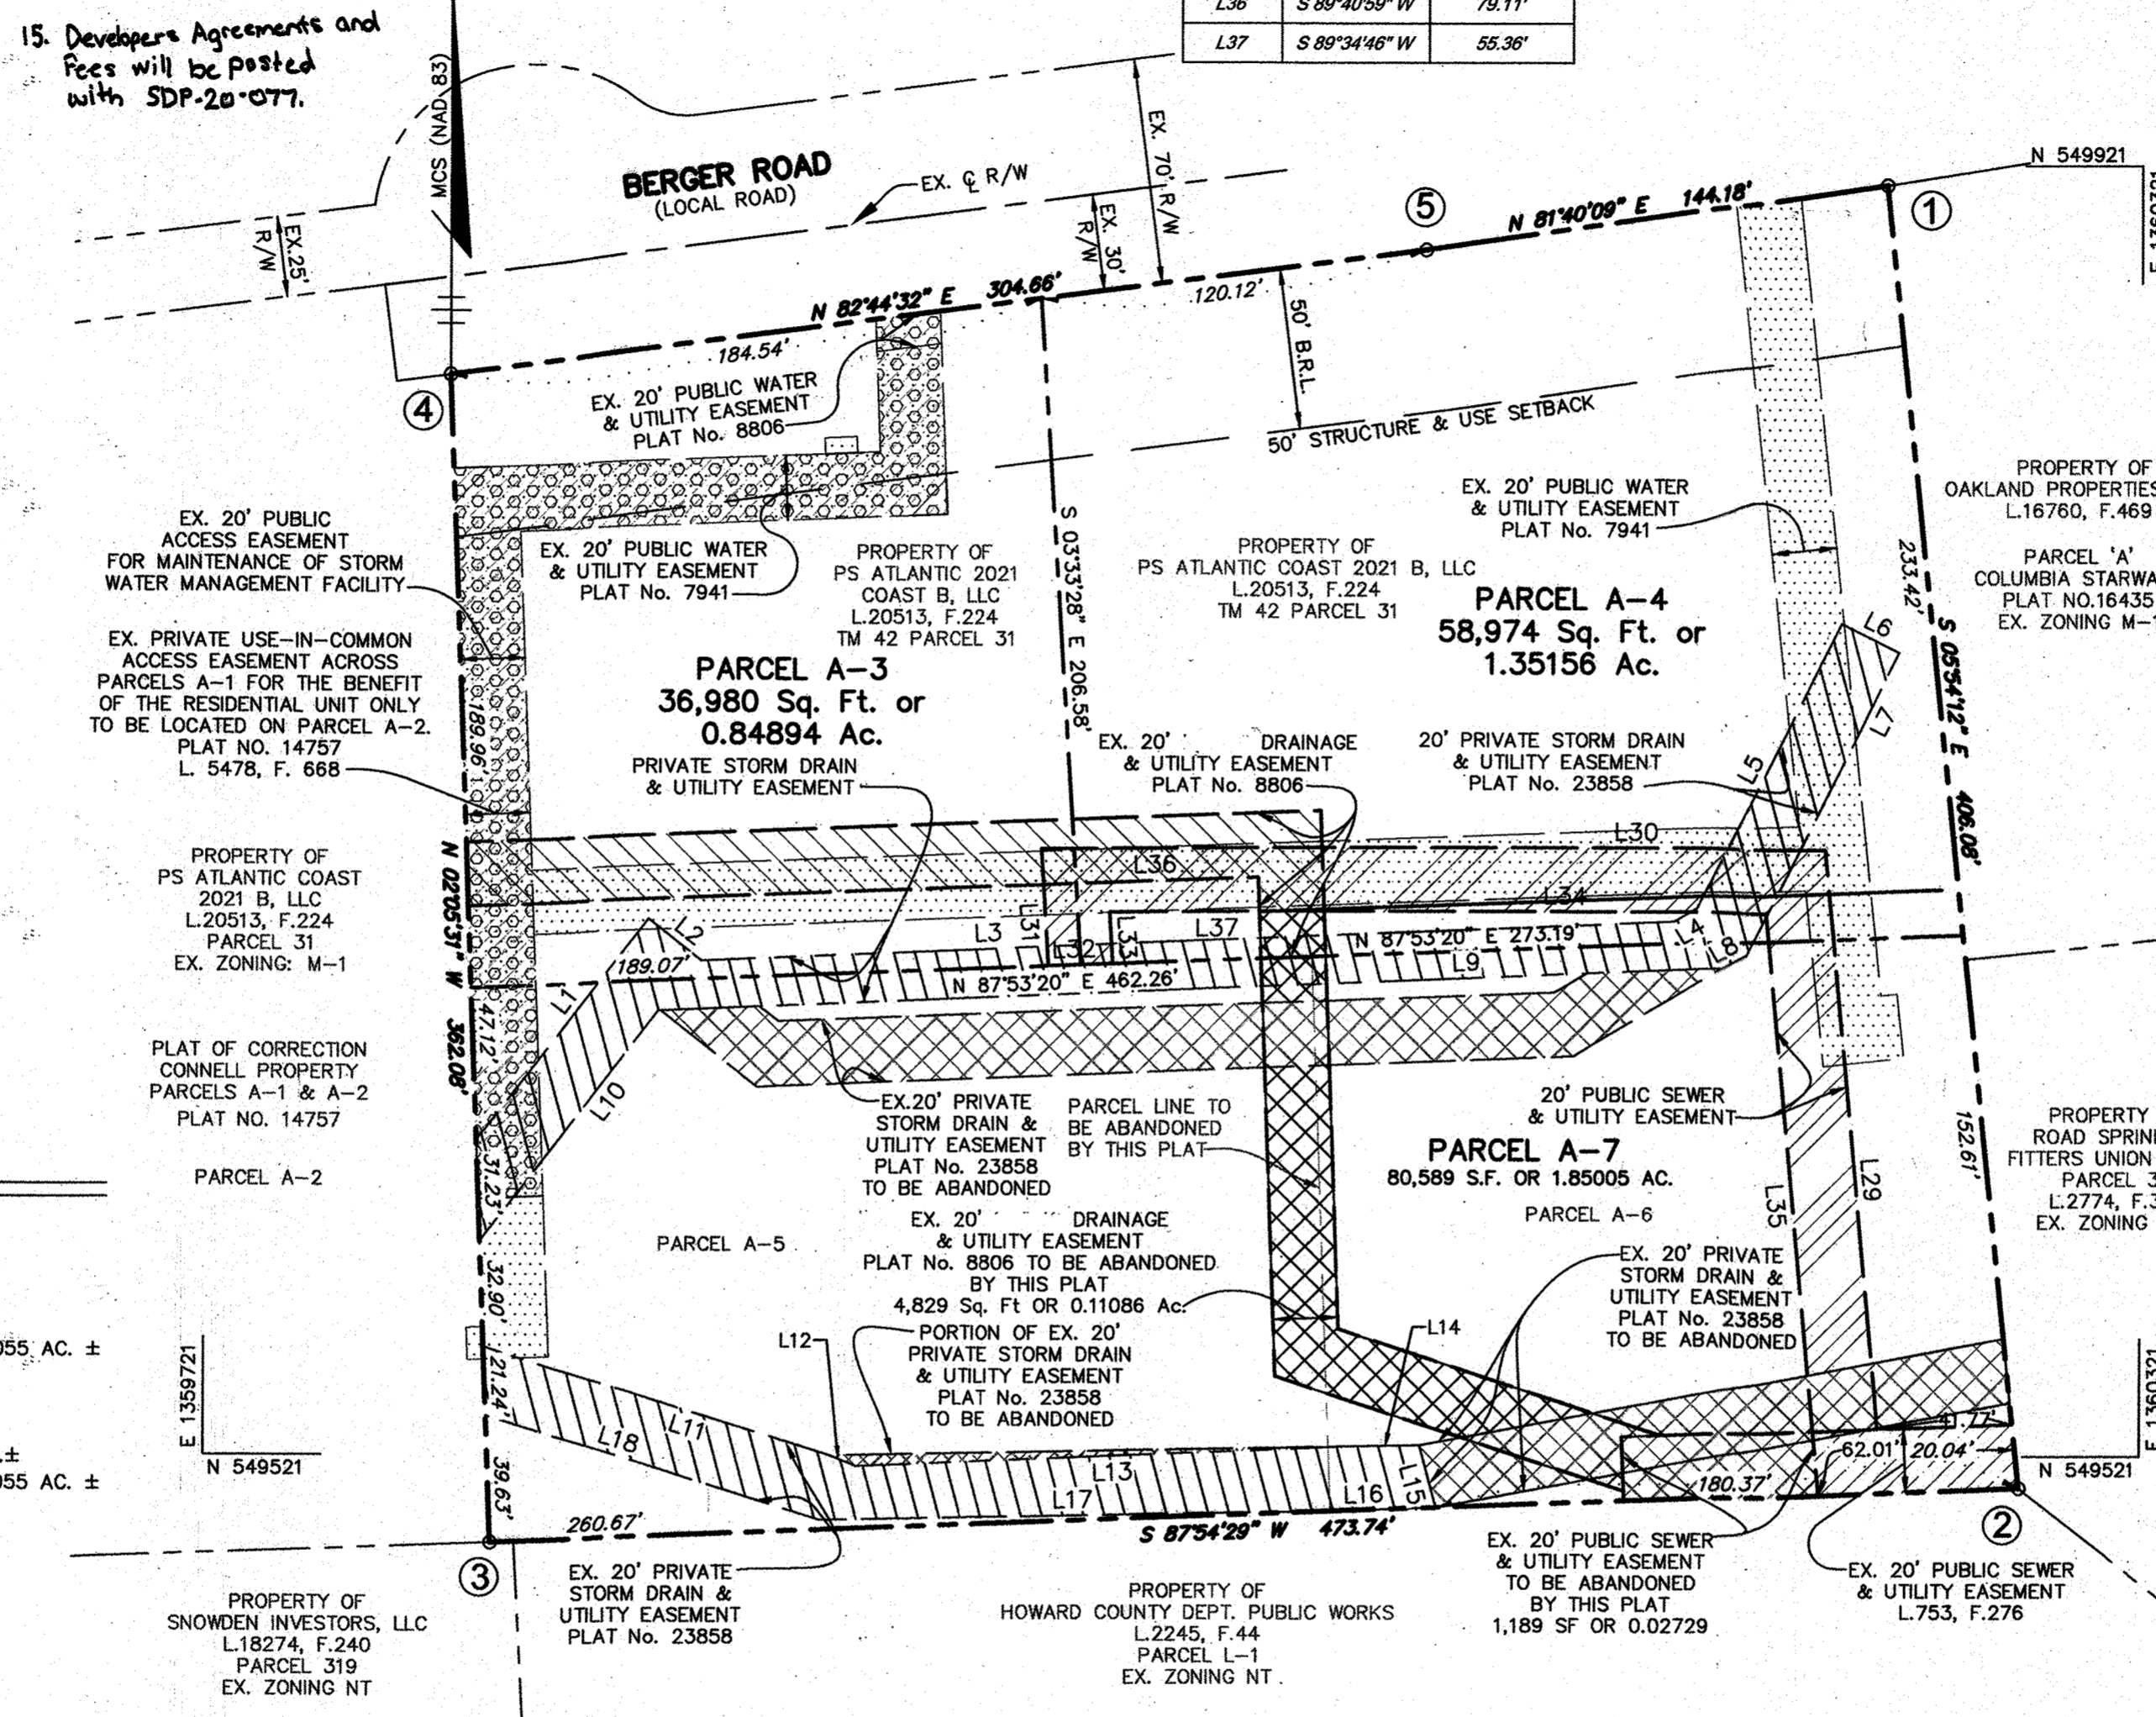 15. Developers Agreements and
Fees will be posted
with SDP-20-077.
L36 S 89°40'59" W 79.11'
L37 S 89°34'46" W 55.36'
MCS (NAD 83)
BERGER ROAD
(LOCAL ROAD)
EX. ℄ R/W
EX. 70' R/W
EX. 30'
R/W
EX.25'
R/W
N 549921
①
N 81°40'09" E 144.18'
⑤
N 82°44'32" E 304.66'
120.12'
184.54'
④
50' B.R.L.
50' STRUCTURE & USE SETBACK
EX. 20' PUBLIC WATER
& UTILITY EASEMENT
PLAT No. 8806
EX. 20' PUBLIC
ACCESS EASEMENT
FOR MAINTENANCE OF STORM
WATER MANAGEMENT FACILITY
EX. 20' PUBLIC WATER
& UTILITY EASEMENT
PLAT No. 7941
PROPERTY OF
PS ATLANTIC 2021
COAST B, LLC
L.20513, F.224
TM 42 PARCEL 31
S 03°33'28" E 206.58'
PROPERTY OF
PS ATLANTIC COAST 2021 B, LLC
L.20513, F.224
TM 42 PARCEL 31
EX. 20' PUBLIC WATER
& UTILITY EASEMENT
PLAT No. 7941
PROPERTY OF
OAKLAND PROPERTIES
L.16760, F.469
PARCEL 'A'
COLUMBIA STARWA
PLAT NO.16435
EX. ZONING M-1
233.42'
S 05°54'12" E 406.08'
EX. PRIVATE USE-IN-COMMON
ACCESS EASEMENT ACROSS
PARCELS A-1 FOR THE BENEFIT
OF THE RESIDENTIAL UNIT ONLY
TO BE LOCATED ON PARCEL A-2.
PLAT NO. 14757
L. 5478, F. 668
189.96'
PARCEL A-3
36,980 Sq. Ft. or
0.84894 Ac.
PARCEL A-4
58,974 Sq. Ft. or
1.35156 Ac.
L6
L7
L5
PRIVATE STORM DRAIN
& UTILITY EASEMENT
EX. 20' DRAINAGE
& UTILITY EASEMENT
PLAT No. 8806
20' PRIVATE STORM DRAIN
& UTILITY EASEMENT
PLAT No. 23858
L30
L36
L34
PROPERTY OF
PS ATLANTIC COAST
2021 B, LLC
L.20513, F.224
PARCEL 31
EX. ZONING: M-1
N 02°05'31" W 362.08'
L2
L3
L31
L32
L33
L37
L4
L8
L9
N 87°53'20" E 273.19'
189.07'
N 87°53'20" E 462.26'
L1
47.12'
L10
PLAT OF CORRECTION
CONNELL PROPERTY
PARCELS A-1 & A-2
PLAT NO. 14757
PARCEL A-2
31.23'
EX.20' PRIVATE
STORM DRAIN &
UTILITY EASEMENT
PLAT No. 23858
TO BE ABANDONED
PARCEL LINE TO
BE ABANDONED
BY THIS PLAT
20' PUBLIC SEWER
& UTILITY EASEMENT
PARCEL A-7
80,589 S.F. OR 1.85005 AC.
PARCEL A-6
L35
L29
152.61'
PROPERTY
ROAD SPRIN
FITTERS UNION
PARCEL 3
L.2774, F.3
EX. ZONING
PARCEL A-5
EX. 20' DRAINAGE
& UTILITY EASEMENT
PLAT No. 8806 TO BE ABANDONED
BY THIS PLAT
4,829 Sq. Ft OR 0.11086 Ac.
EX. 20' PRIVATE
STORM DRAIN &
UTILITY EASEMENT
PLAT No. 23858
TO BE ABANDONED
32.90'
21.24'
39.63'
055 AC. ±
.±
055 AC. ±
E 1359721
N 549521
L12
PORTION OF EX. 20'
PRIVATE STORM DRAIN
& UTILITY EASEMENT
PLAT No. 23858
TO BE ABANDONED
L14
L11
L18
L13
L17
L16
L15
41.77'
62.01'
20.04'
180.37'
E 1360321
N 549521
②
260.67'
S 87°54'29" W 473.74'
③
EX. 20' PRIVATE
STORM DRAIN &
UTILITY EASEMENT
PLAT No. 23858
EX. 20' PUBLIC SEWER
& UTILITY EASEMENT
TO BE ABANDONED
BY THIS PLAT
1,189 SF OR 0.02729
EX. 20' PUBLIC SEWER
& UTILITY EASEMENT
L.753, F.276
PROPERTY OF
SNOWDEN INVESTORS, LLC
L.18274, F.240
PARCEL 319
EX. ZONING NT
PROPERTY OF
HOWARD COUNTY DEPT. PUBLIC WORKS
L.2245, F.44
PARCEL L-1
EX. ZONING NT